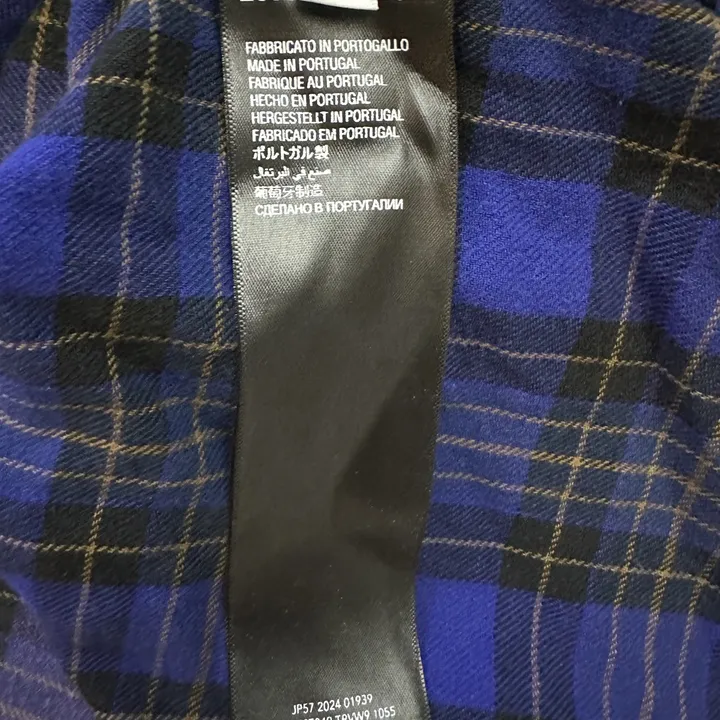 FABBRICATO IN PORTOGALLO
MADE IN PORTUGAL
FABRIQUE AU PORTUGAL
HECHO EN PORTUGAL
HERGESTELLT IN PORTUGAL
FABRICADO EM PORTUGAL
ポルトガル製
صنع في البرتغال
葡萄牙制造
СДЕЛАНО В ПОРТУГАЛИИ
JP57 2024 01939
1055